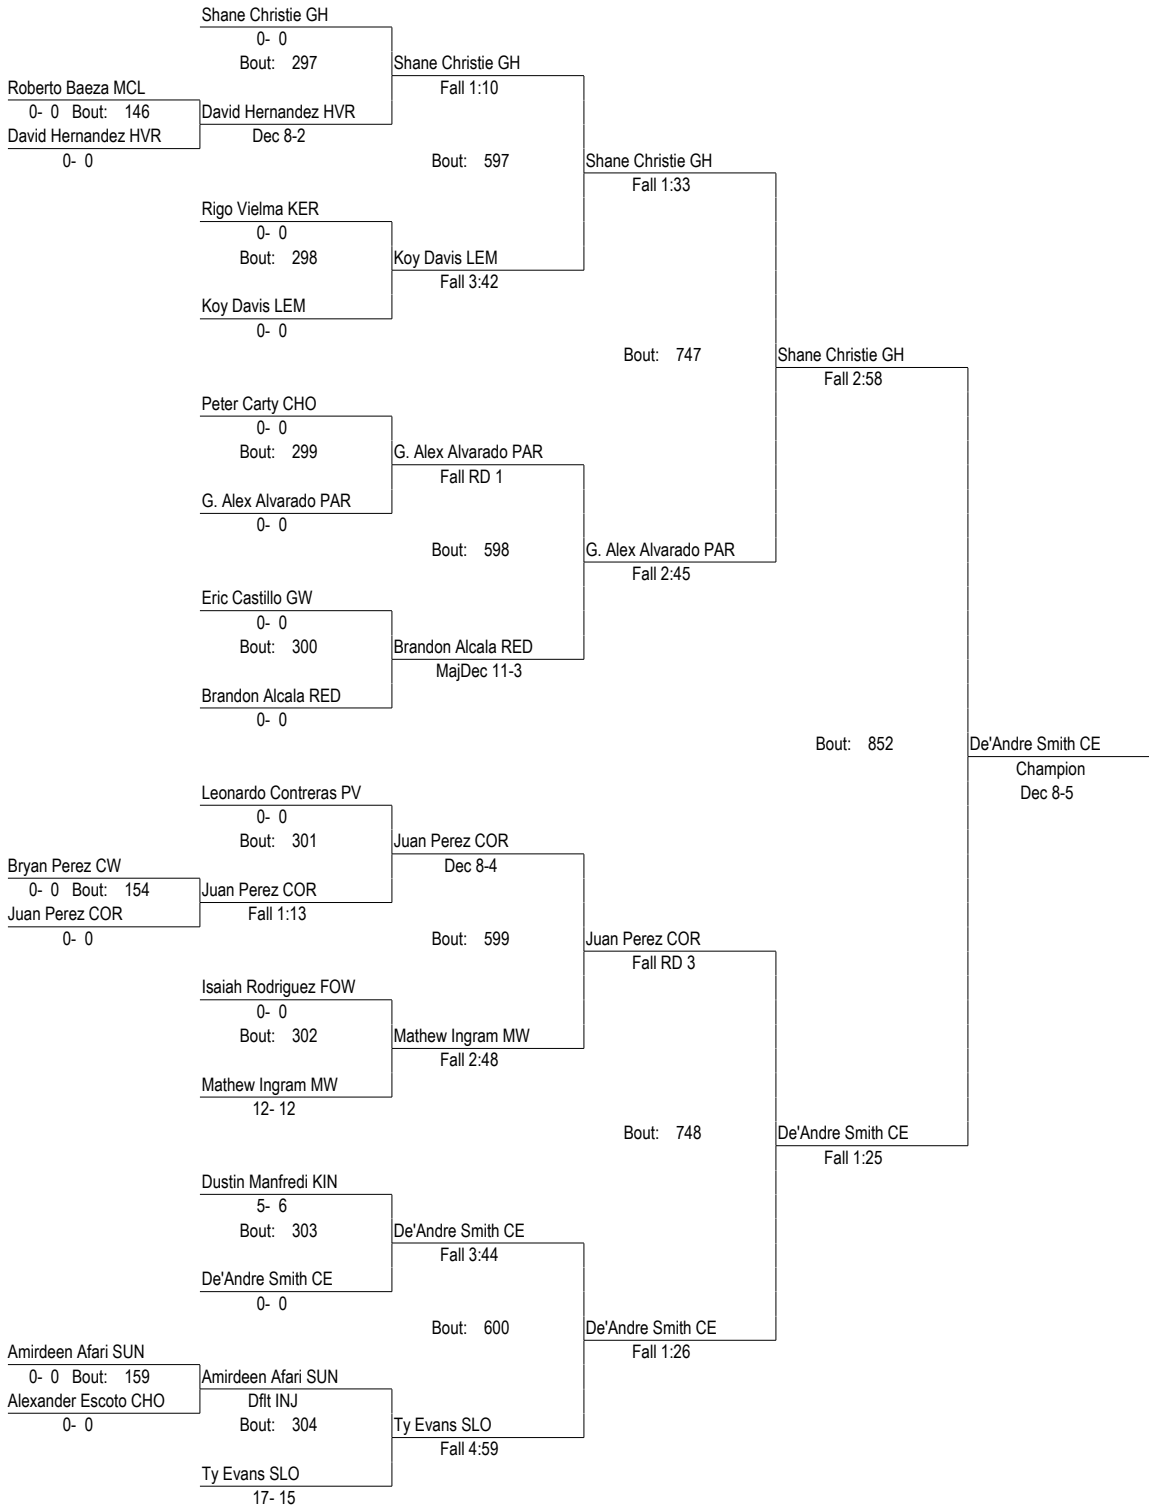 Shane Christie GH
0- 0
Bout: 297
Shane Christie GH
Fall 1:10
Roberto Baeza MCL
0- 0 Bout: 146
David Hernandez HVR
0- 0
David Hernandez HVR
Dec 8-2
Bout: 597
Shane Christie GH
Fall 1:33
Rigo Vielma KER
0- 0
Bout: 298
Koy Davis LEM
Fall 3:42
Koy Davis LEM
0- 0
Bout: 747
Shane Christie GH
Fall 2:58
Peter Carty CHO
0- 0
Bout: 299
G. Alex Alvarado PAR
Fall RD 1
G. Alex Alvarado PAR
0- 0
Bout: 598
G. Alex Alvarado PAR
Fall 2:45
Eric Castillo GW
0- 0
Bout: 300
Brandon Alcala RED
MajDec 11-3
Brandon Alcala RED
0- 0
Bout: 852
De'Andre Smith CE
Champion
Dec 8-5
Leonardo Contreras PV
0- 0
Bout: 301
Juan Perez COR
Dec 8-4
Bryan Perez CW
0- 0 Bout: 154
Juan Perez COR
0- 0
Juan Perez COR
Fall 1:13
Bout: 599
Juan Perez COR
Fall RD 3
Isaiah Rodriguez FOW
0- 0
Bout: 302
Mathew Ingram MW
Fall 2:48
Mathew Ingram MW
12- 12
Bout: 748
De'Andre Smith CE
Fall 1:25
Dustin Manfredi KIN
5- 6
Bout: 303
De'Andre Smith CE
Fall 3:44
De'Andre Smith CE
0- 0
Bout: 600
De'Andre Smith CE
Fall 1:26
Amirdeen Afari SUN
0- 0 Bout: 159
Alexander Escoto CHO
0- 0
Amirdeen Afari SUN
Dflt INJ
Bout: 304
Ty Evans SLO
Fall 4:59
Ty Evans SLO
17- 15